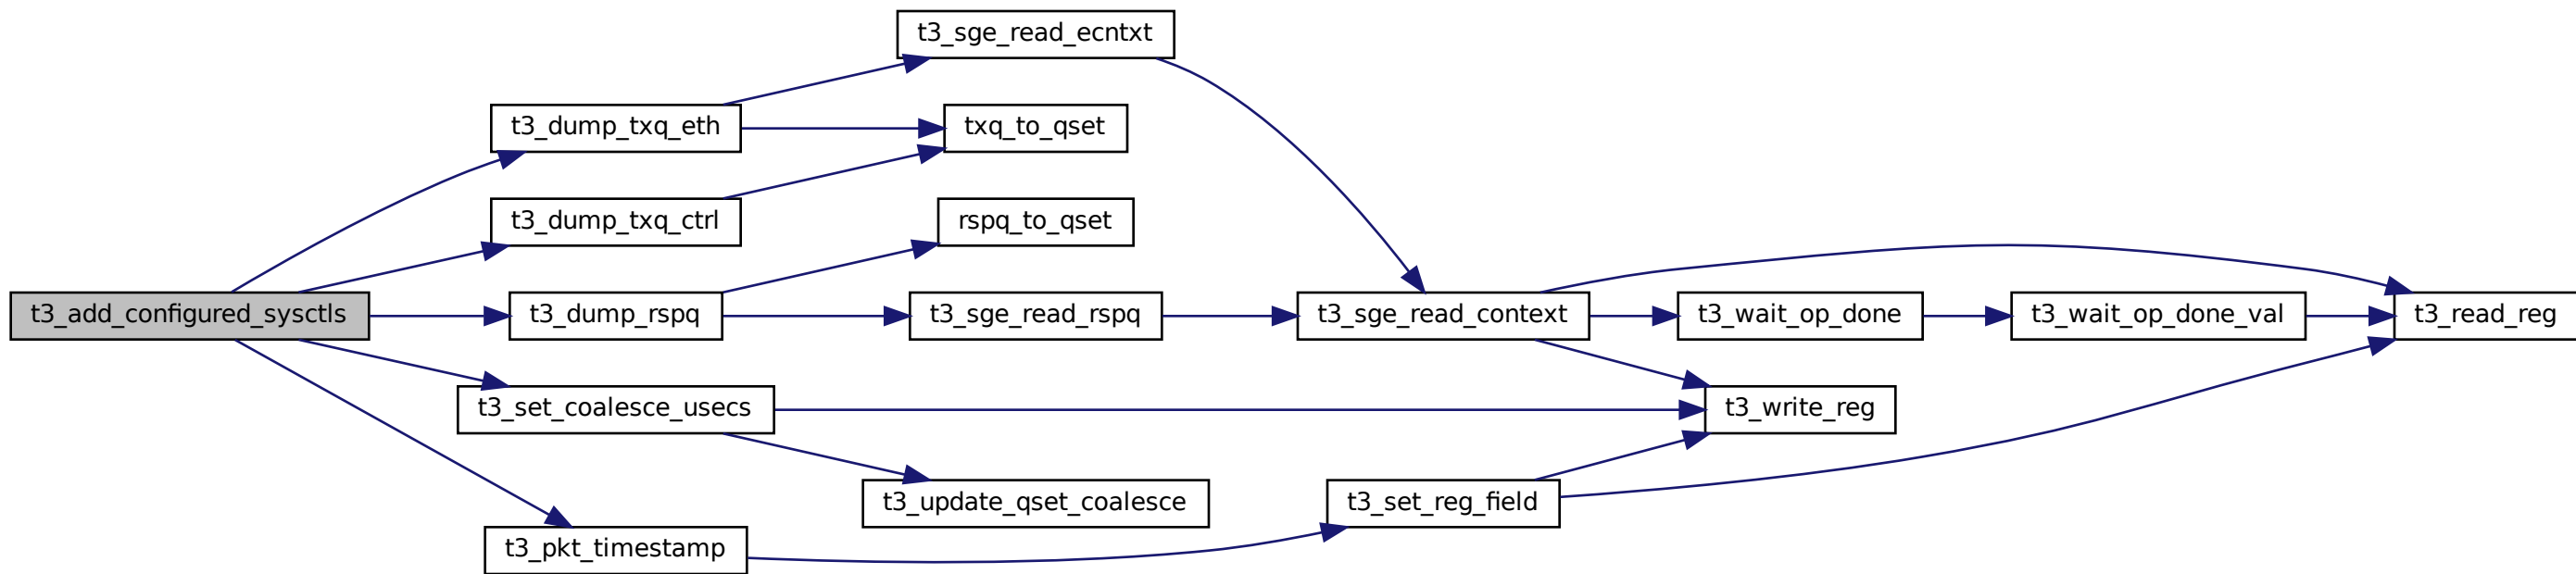 t3_sge_read_ecntxt
t3_dump_txq_eth
txq_to_qset
t3_dump_txq_ctrl
rspq_to_qset
t3_add_configured_sysctls
t3_dump_rspq
t3_sge_read_rspq
t3_sge_read_context
t3_wait_op_done
t3_wait_op_done_val
t3_read_reg
t3_set_coalesce_usecs
t3_write_reg
t3_update_qset_coalesce
t3_set_reg_field
t3_pkt_timestamp